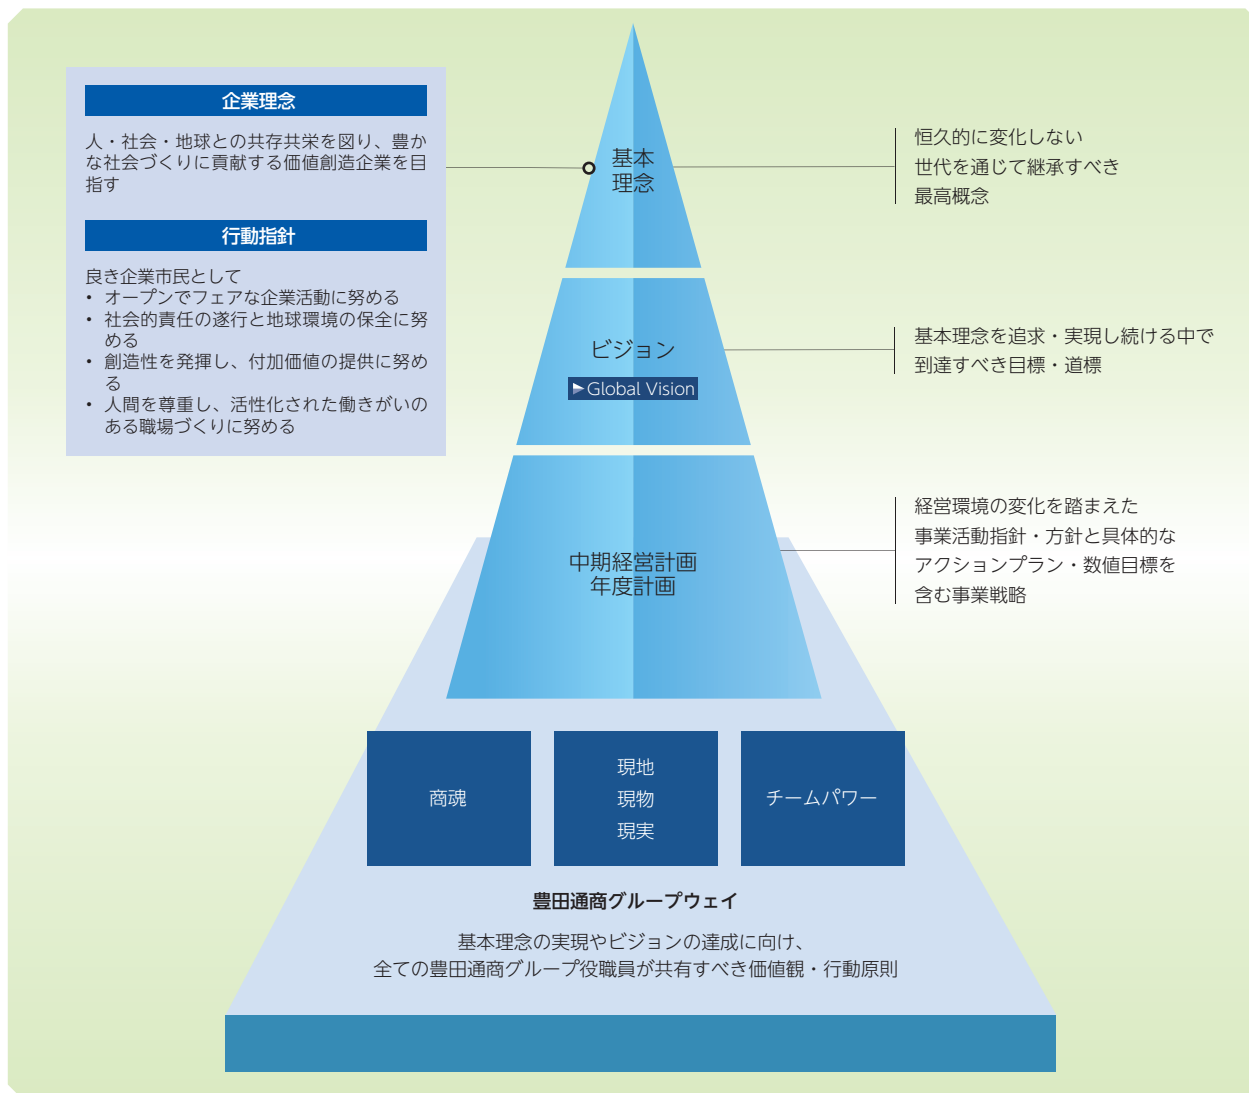 企業理念
人・社会・地球との共存共栄を図り、豊か
な社会づくりに貢献する価値創造企業を目
指す
行動指針
良き企業市民として
• オープンでフェアな企業活動に努める
• 社会的責任の遂行と地球環境の保全に努
める
• 創造性を発揮し、付加価値の提供に努め
る
• 人間を尊重し、活性化された働きがいの
ある職場づくりに努める
基本
理念
恒久的に変化しない
世代を通じて継承すべき
最高概念
ビジョン
Global Vision
基本理念を追求・実現し続ける中で
到達すべき目標・道標
中期経営計画
年度計画
経営環境の変化を踏まえた
事業活動指針・方針と具体的な
アクションプラン・数値目標を
含む事業戦略
商魂
現地
現物
現実
チームパワー
豊田通商グループウェイ
基本理念の実現やビジョンの達成に向け、
全ての豊田通商グループ役職員が共有すべき価値観・行動原則